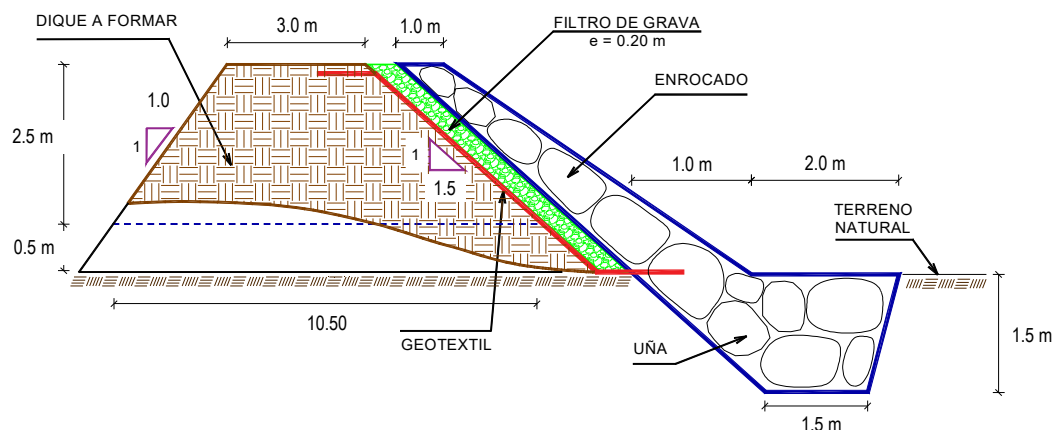 DIQUE A FORMAR
3.0 m
1.0 m
FILTRO DE GRAVA
e = 0.20 m
ENROCADO
1.0
1
2.5 m
1
1.5
1.0 m
2.0 m
TERRENO
NATURAL
0.5 m
10.50
GEOTEXTIL
UÑA
1.5 m
1.5 m